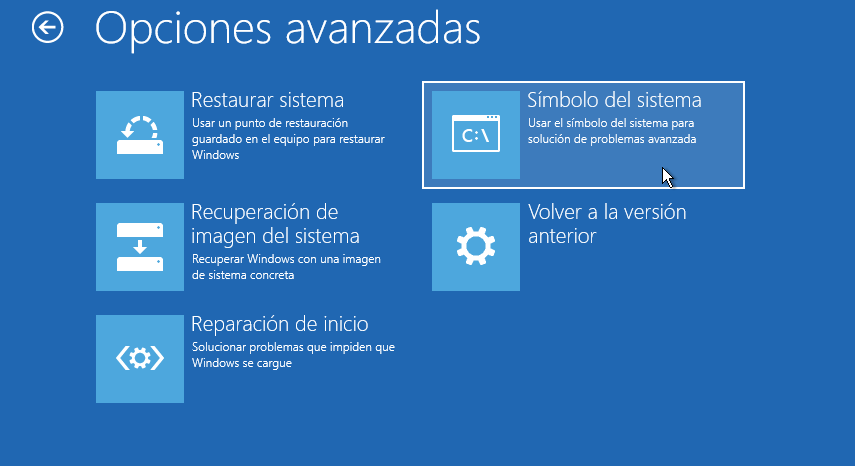 Opciones avanzadas
Restaurar sistema
Usar un punto de restauración
guardado en el equipo para restaurar
Windows
Símbolo del sistema
Usar el símbolo del sistema para
solución de problemas avanzada
C:\
Recuperación de
imagen del sistema
Recuperar Windows con una imagen
de sistema concreta
Volver a la versión
anterior
Reparación de inicio
Solucionar problemas que impiden que
Windows se cargue